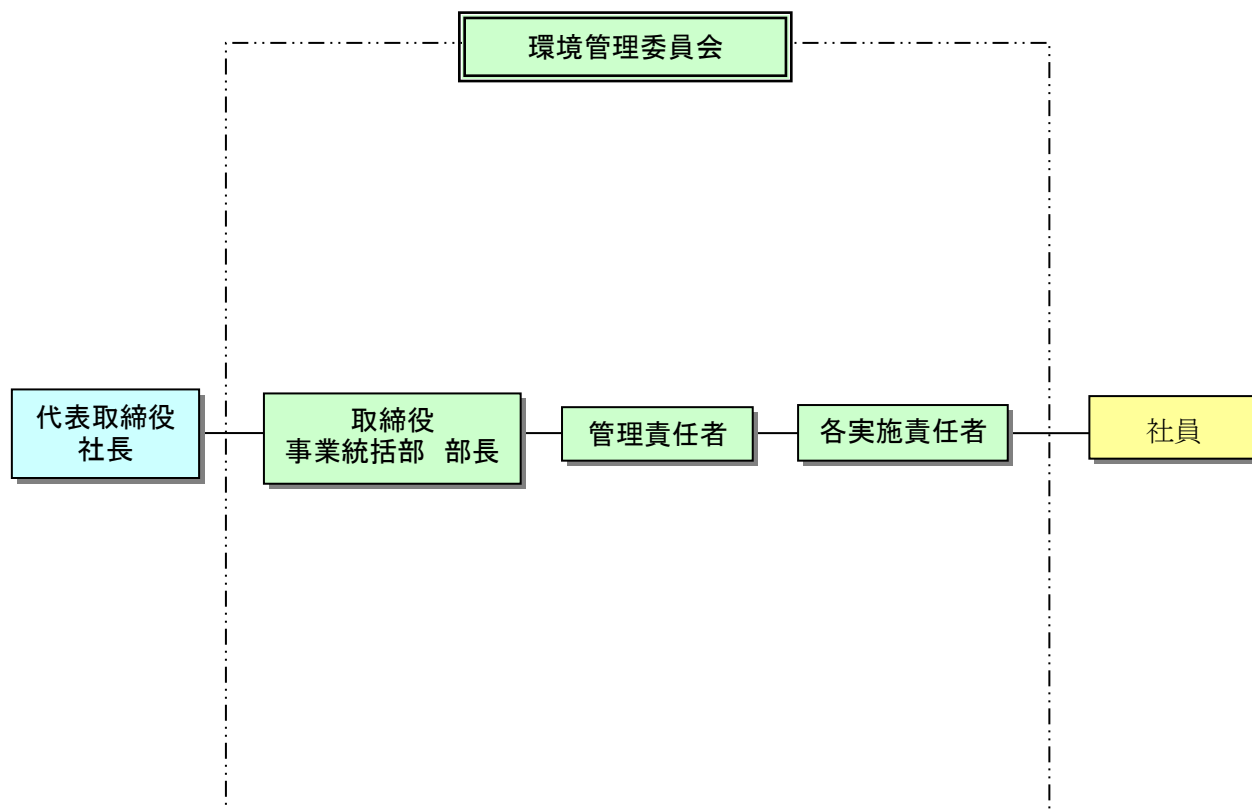 環境管理委員会
代表取締役
社長
取締役
事業統括部 部長
管理責任者
各実施責任者
社員